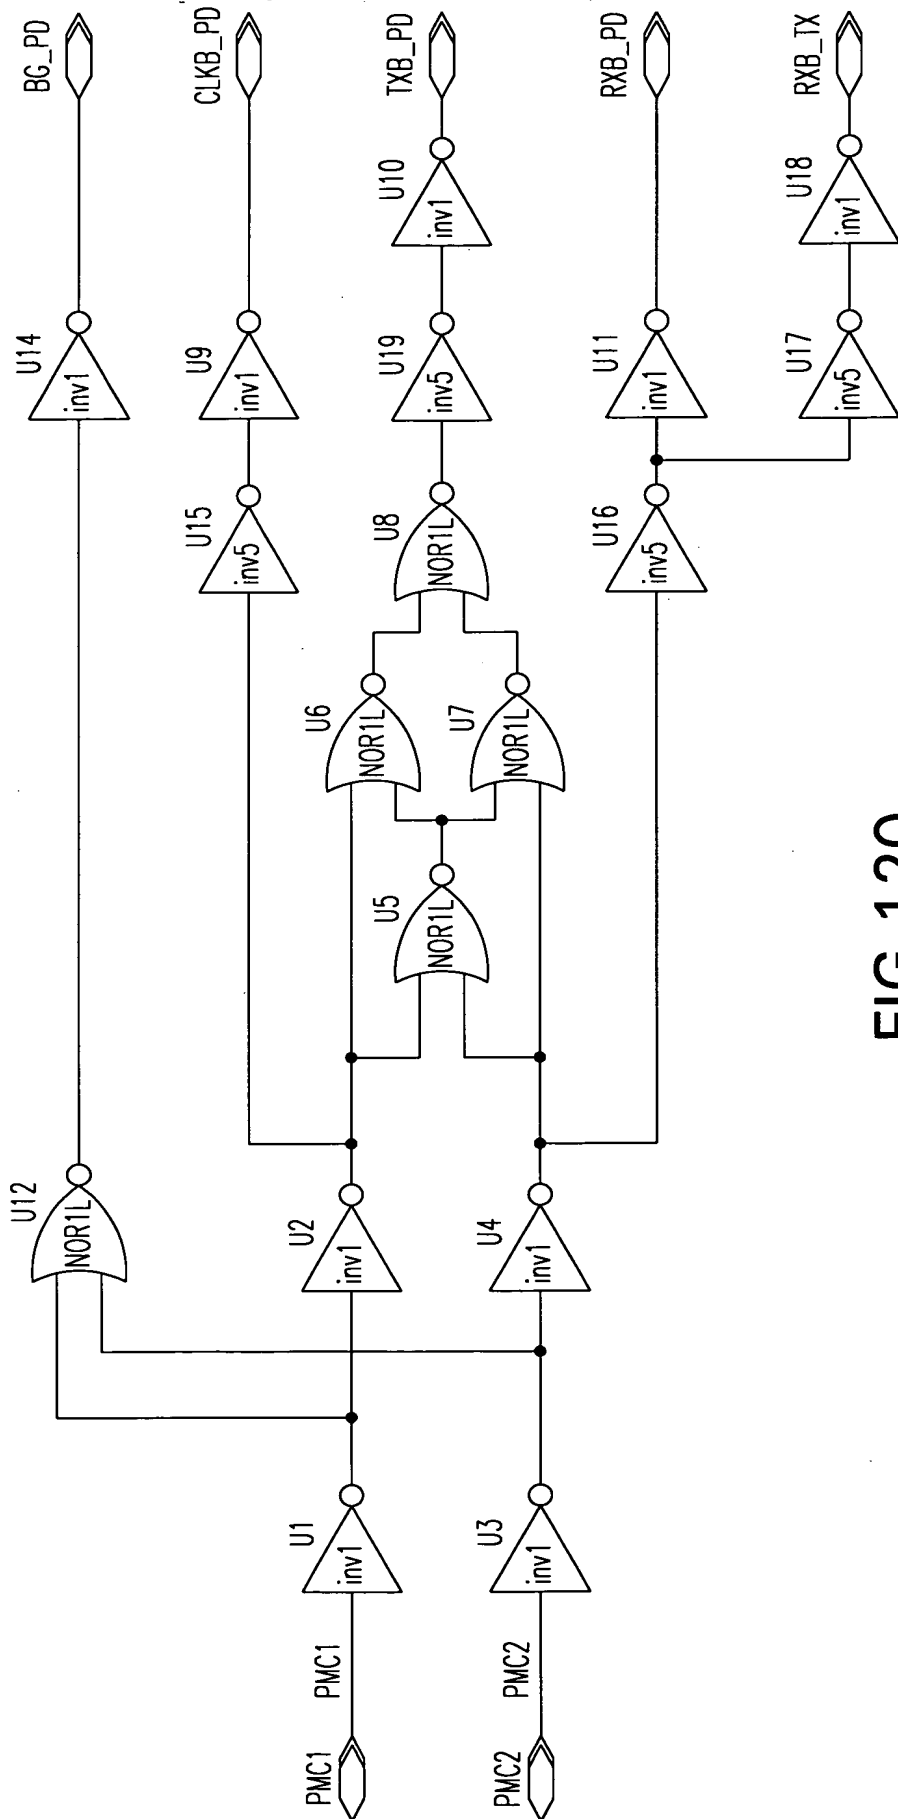 BG_PD
CLKB_PD
TXB_PD
RXB_PD
RXB_TX
U14
inv1
U9
inv1
U10
inv1
U19
inv5
U11
inv1
U18
inv1
U17
inv5
U15
inv5
U8
NOR1L
U16
inv5
U6
NOR1L
U7
NOR1L
U5
NOR1L
U12
NOR1L
U2
inv1
U4
inv1
U1
inv1
U3
inv1
PMC1
PMC1
PMC2
PMC2